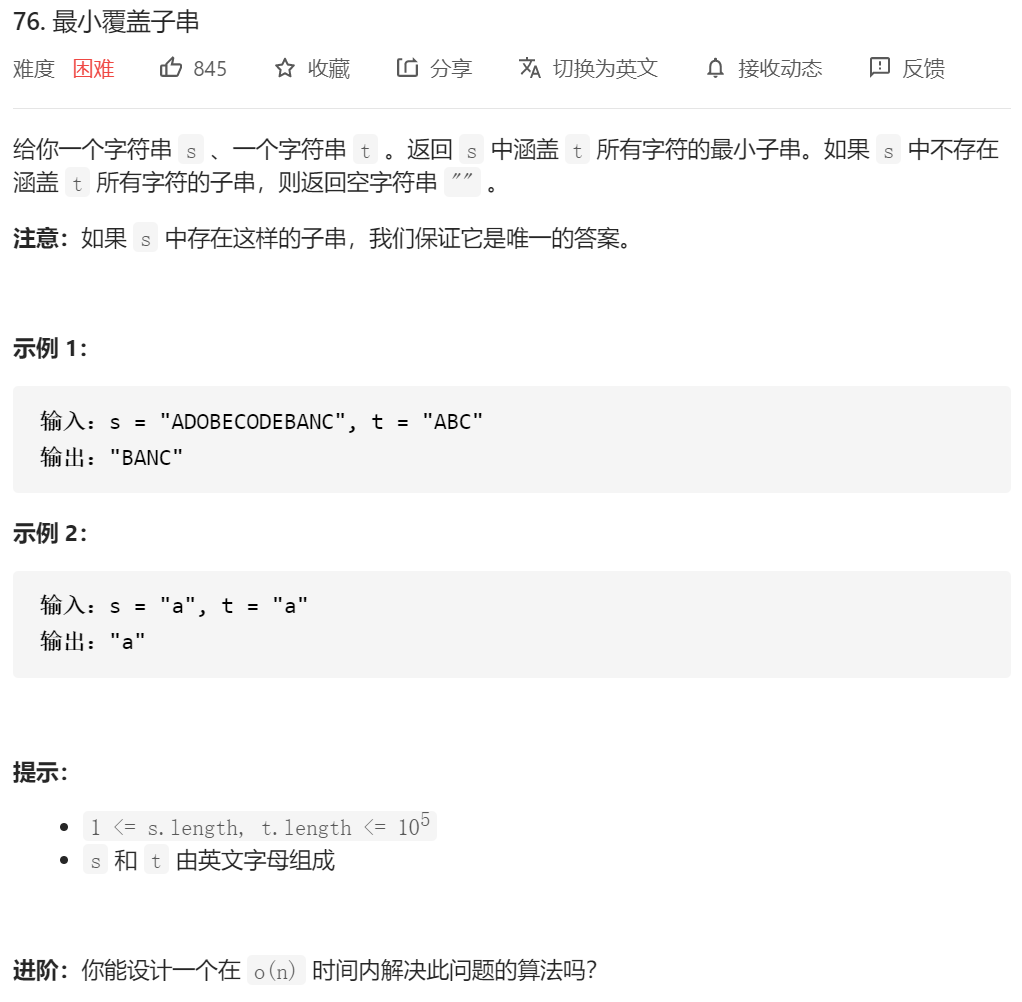 76. 最小覆盖子串
难度 困难 845 收藏 分享 切换为英文 接收动态 反馈
给你一个字符串 s 、一个字符串 t 。返回 s 中涵盖 t 所有字符的最小子串。如果 s 中不存在
涵盖 t 所有字符的子串，则返回空字符串 "" 。
注意：如果 s 中存在这样的子串，我们保证它是唯一的答案。
示例 1：
输入：s = "ADOBECODEBANC", t = "ABC"
输出："BANC"
示例 2：
输入：s = "a", t = "a"
输出："a"
提示：
• 1 <= s.length, t.length <= 10⁵
• s 和 t 由英文字母组成
进阶：你能设计一个在 o(n) 时间内解决此问题的算法吗？